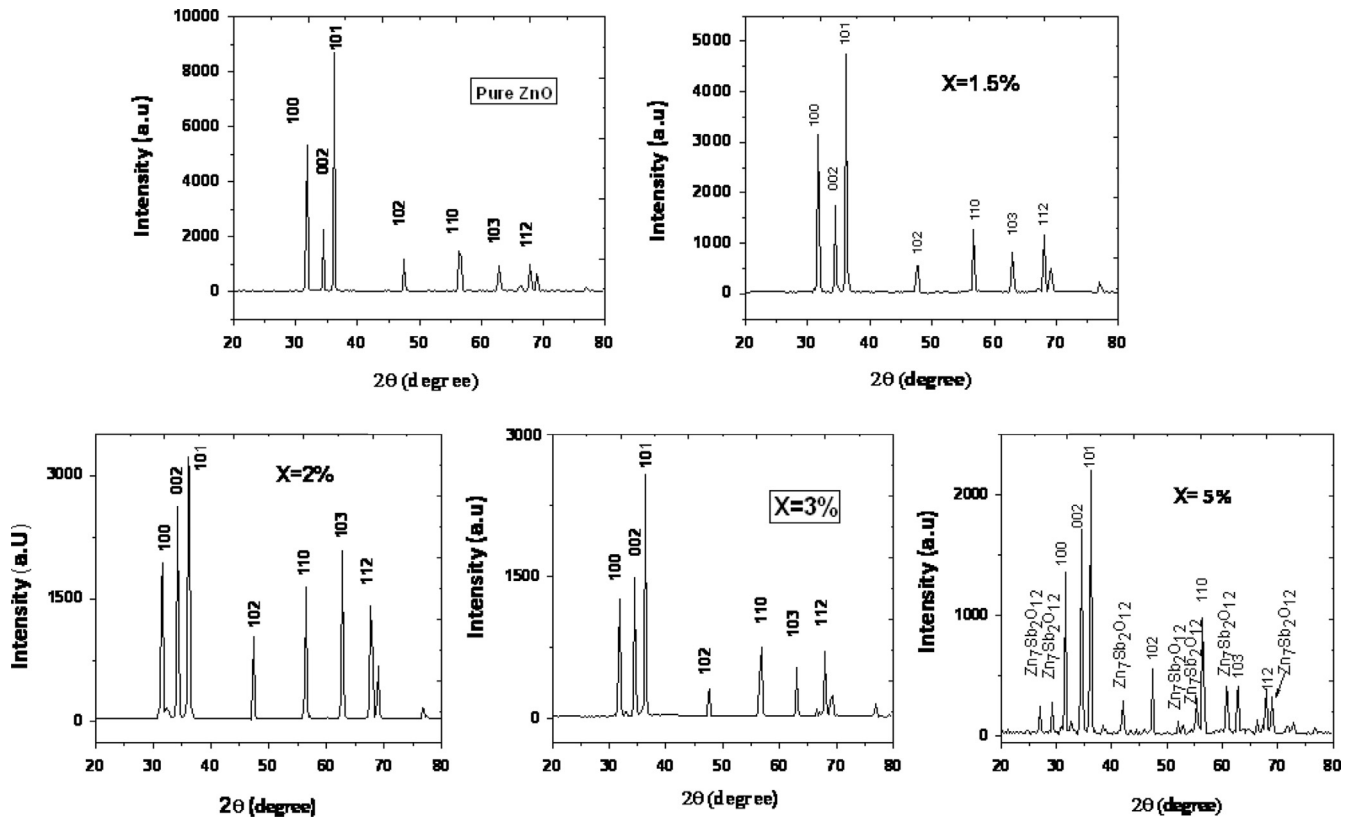 10000
8000
6000
4000
2000
0
Intensity (a.u)
100
002
101
102
110
103
112
Pure ZnO
20 30 40 50 60 70 80
2θ (degree)
5000
4000
3000
2000
1000
0
Intensity (a.u)
100
002
101
102
110
103
112
X=1.5%
20 30 40 50 60 70 80
2θ (degree)
3000
1500
0
Intensity (a.U)
100
002
101
102
110
103
112
X=2%
20 30 40 50 60 70 80
2θ (degree)
3000
1500
0
Intensity (a.u)
100
002
101
102
110
103
112
X=3%
20 30 40 50 60 70 80
2θ (degree)
2000
1000
0
Intensity (a.u)
Zn7Sb2O12
Zn7Sb2O12
100
002
101
Zn7Sb2O12
102
Zn7Sb2O12
Zn7Sb2O12
110
Zn7Sb2O12
103
112
Zn7Sb2O12
X= 5%
20 30 40 50 60 70 80
2θ (degree)